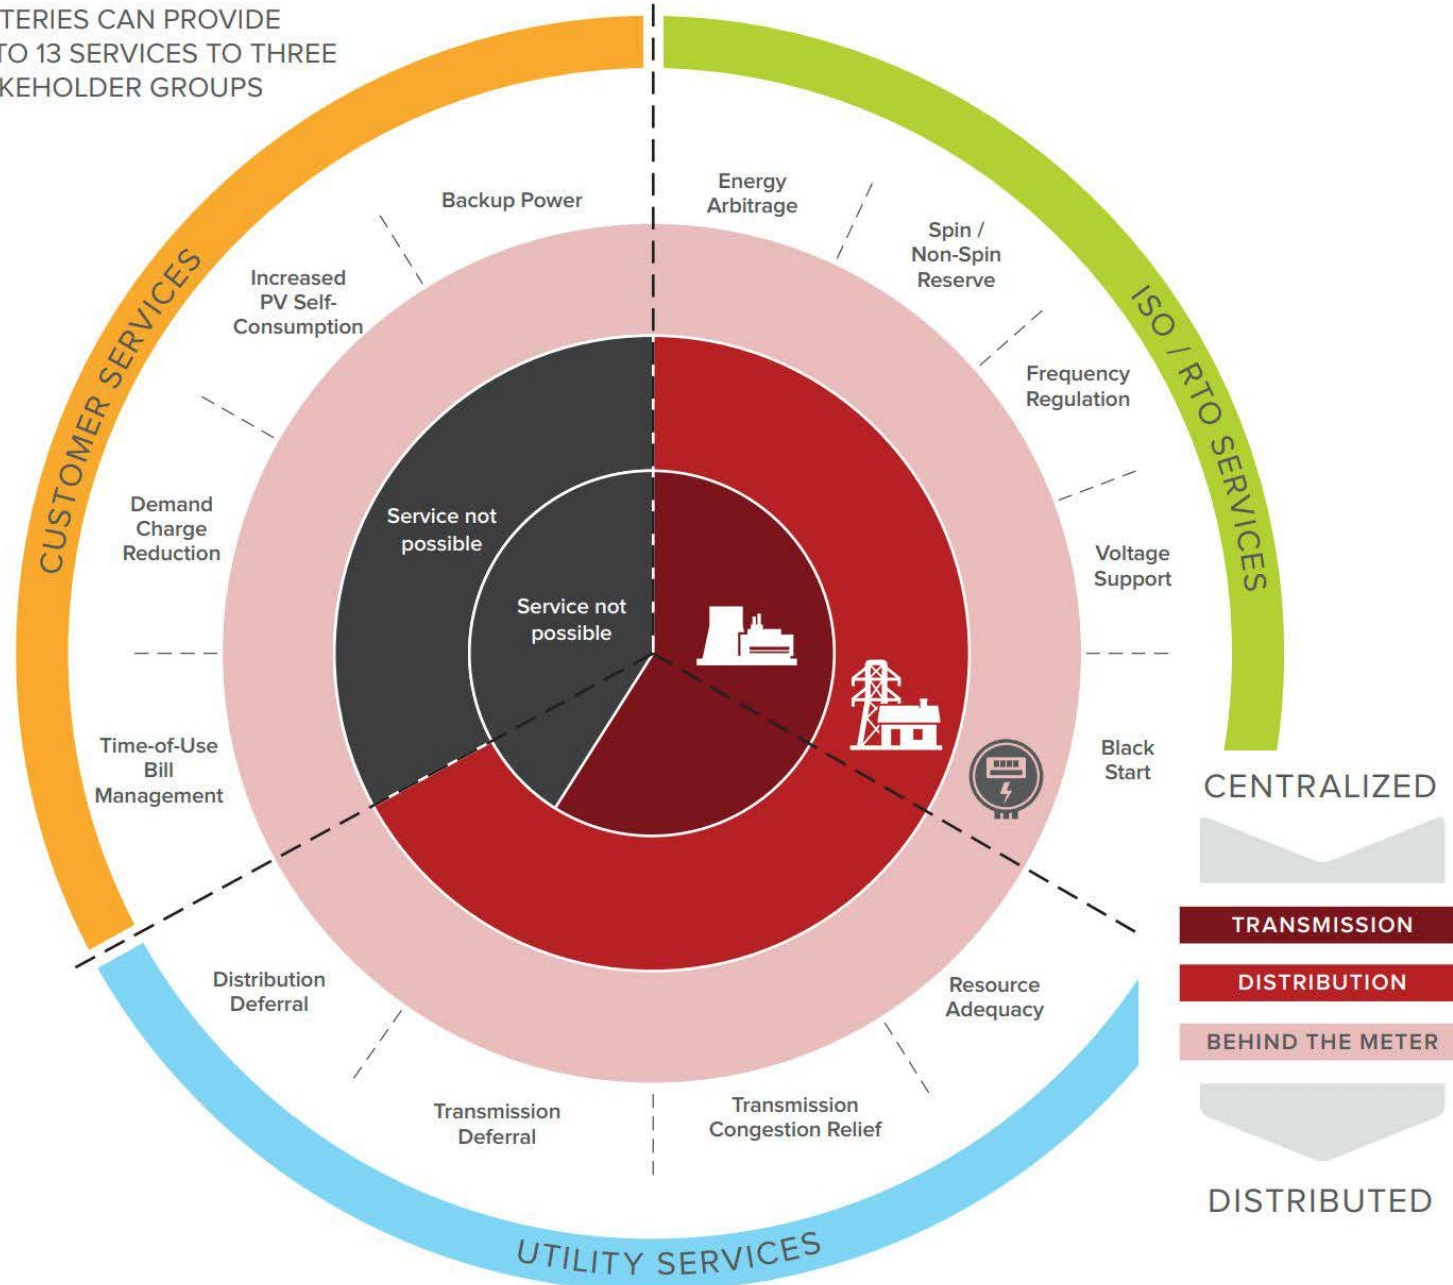 TERIES CAN PROVIDE
TO 13 SERVICES TO THREE
KEHOLDER GROUPS
Backup Power
Energy
Arbitrage
Spin /
Non-Spin
Reserve
Increased
PV Self-
Consumption
Frequency
Regulation
CUSTOMER SERVICES
ISO / RTO SERVICES
Demand
Charge
Reduction
Service not
possible
Service not
possible
Voltage
Support
Time-of-Use
Bill
Management
Black
Start
CENTRALIZED
TRANSMISSION
DISTRIBUTION
BEHIND THE METER
DISTRIBUTED
Distribution
Deferral
Resource
Adequacy
Transmission
Deferral
Transmission
Congestion Relief
UTILITY SERVICES